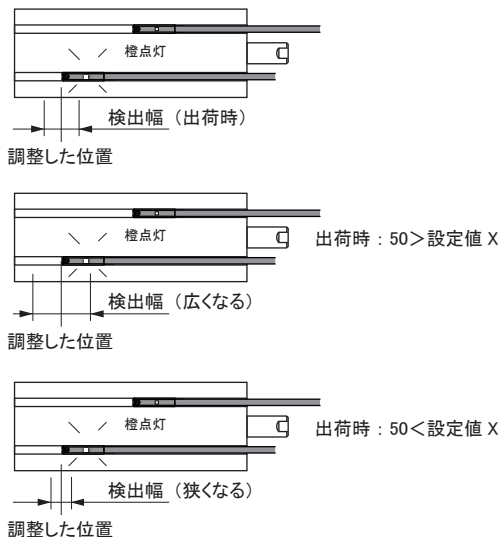 橙点灯
検出幅（出荷時）
調整した位置
橙点灯
出荷時：50＞設定値 X
検出幅（広くなる）
調整した位置
橙点灯
出荷時：50＜設定値 X
検出幅（狭くなる）
調整した位置